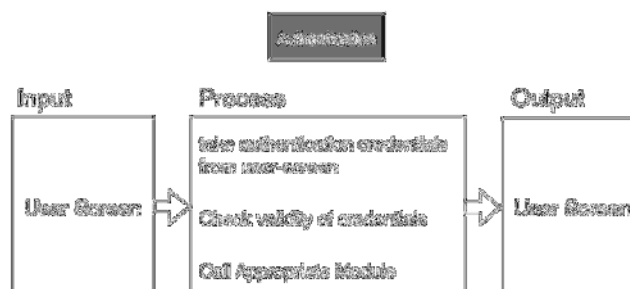 Authentication
Input
Process
Output
take authentication credentials
from user-screen
User Screen
Check validity of credentials
User Screen
Call Appropriate Module